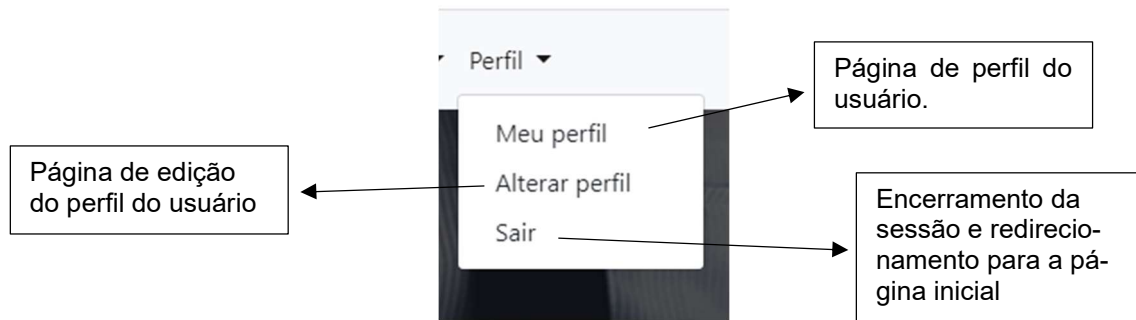 Perfil
Página de perfil do
usuário.
Meu perfil
Alterar perfil
Sair
Página de edição
do perfil do usuário
Encerramento da
sessão e redirecio-
namento para a pá-
gina inicial